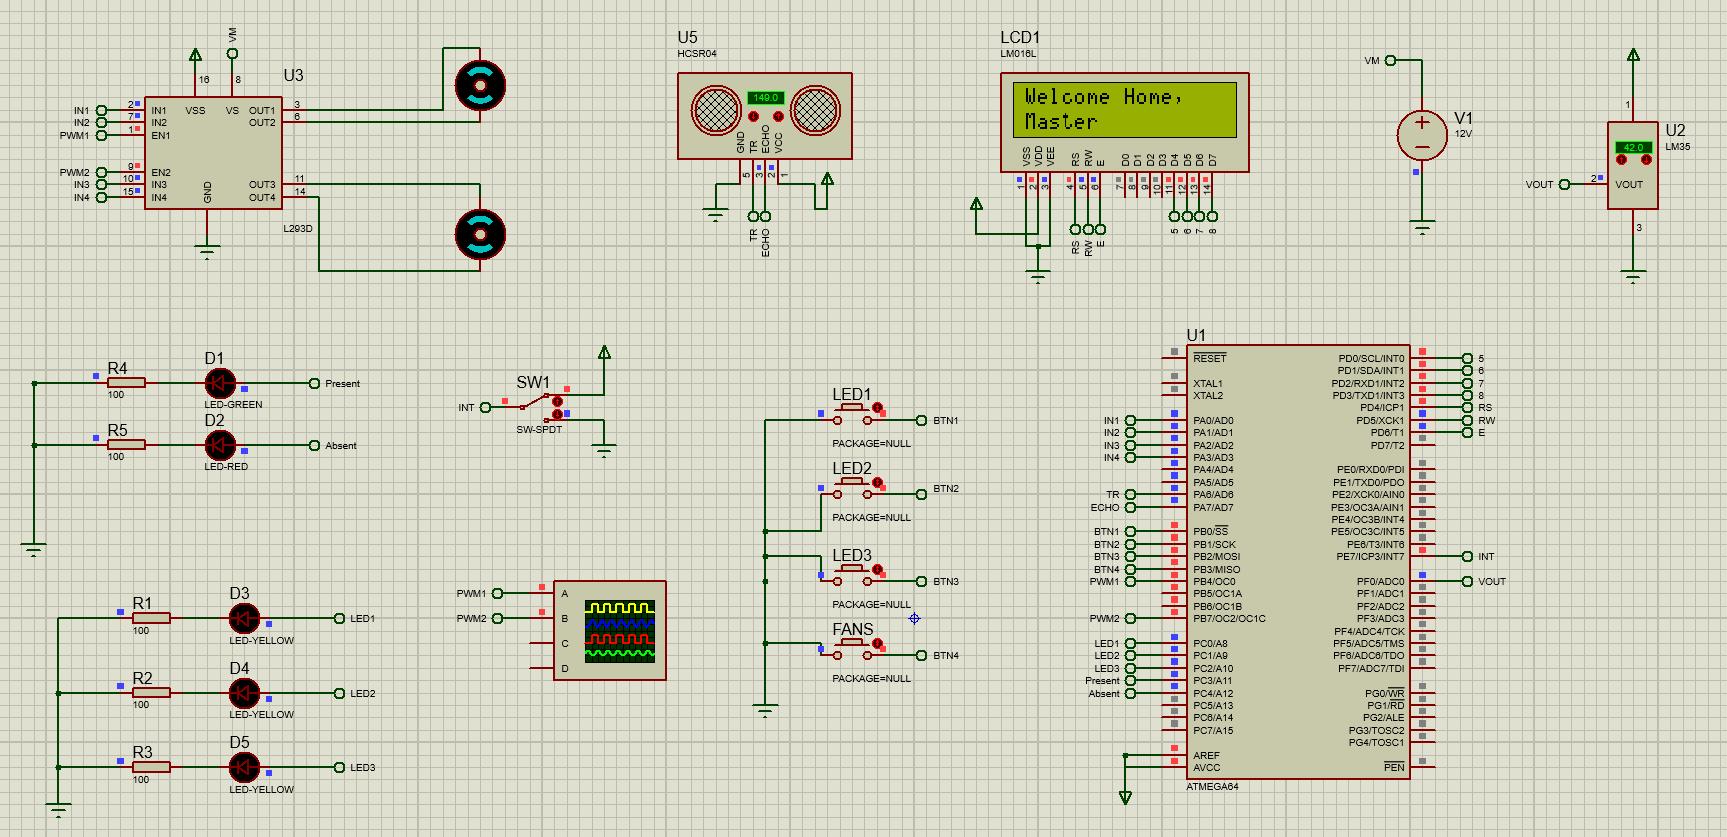 VM
16
8
U3
VSS
VS
IN1
2
IN1
OUT1
3
IN2
7
IN2
OUT2
6
PWM1
1
EN1
PWM2
9
EN2
IN3
10
IN3
OUT3
11
IN4
15
IN4
OUT4
14
GND
L293D
U5
HCSR04
149.0
GND
TR
ECHO
VCC
5
3
2
1
TR
ECHO
LCD1
LM016L
Welcome Home,
Master
VSS
VDD
VEE
RS
RW
E
D0
D1
D2
D3
D4
D5
D6
D7
1
2
3
4
5
6
7
8
9
10
11
12
13
14
RS
RW
E
5
6
7
8
VM
V1
12V
1
U2
42.0
LM35
VOUT
2
VOUT
3
R4
100
D1
LED-GREEN
Present
R5
100
D2
LED-RED
Absent
SW1
INT
SW-SPDT
R1
100
D3
LED-YELLOW
LED1
R2
100
D4
LED-YELLOW
LED2
R3
100
D5
LED-YELLOW
LED3
PWM1
A
PWM2
B
C
D
LED1
BTN1
PACKAGE=NULL
LED2
BTN2
PACKAGE=NULL
LED3
BTN3
PACKAGE=NULL
FANS
BTN4
PACKAGE=NULL
U1
RESET
PD0/SCL/INT0
5
PD1/SDA/INT1
6
XTAL1
PD2/RXD1/INT2
7
XTAL2
PD3/TXD1/INT3
8
PD4/ICP1
RS
IN1
PA0/AD0
PD5/XCK1
RW
IN2
PA1/AD1
PD6/T1
E
IN3
PA2/AD2
PD7/T2
IN4
PA3/AD3
PA4/AD4
PE0/RXD0/PDI
PA5/AD5
PE1/TXD0/PDO
TR
PA6/AD6
PE2/XCK0/AIN0
ECHO
PA7/AD7
PE3/OC3A/AIN1
PE4/OC3B/INT4
BTN1
PB0/SS
PE5/OC3C/INT5
BTN2
PB1/SCK
PE6/T3/INT6
BTN3
PB2/MOSI
PE7/ICP3/INT7
INT
BTN4
PB3/MISO
PWM1
PB4/OC0
PF0/ADC0
VOUT
PB5/OC1A
PF1/ADC1
PB6/OC1B
PF2/ADC2
PWM2
PB7/OC2/OC1C
PF3/ADC3
PF4/ADC4/TCK
LED1
PC0/A8
PF5/ADC5/TMS
LED2
PC1/A9
PF6/ADC6/TDO
LED3
PC2/A10
PF7/ADC7/TDI
Present
PC3/A11
Absent
PC4/A12
PG0/WR
PC5/A13
PG1/RD
PC6/A14
PG2/ALE
PC7/A15
PG3/TOSC2
PG4/TOSC1
AREF
AVCC
PEN
ATMEGA64